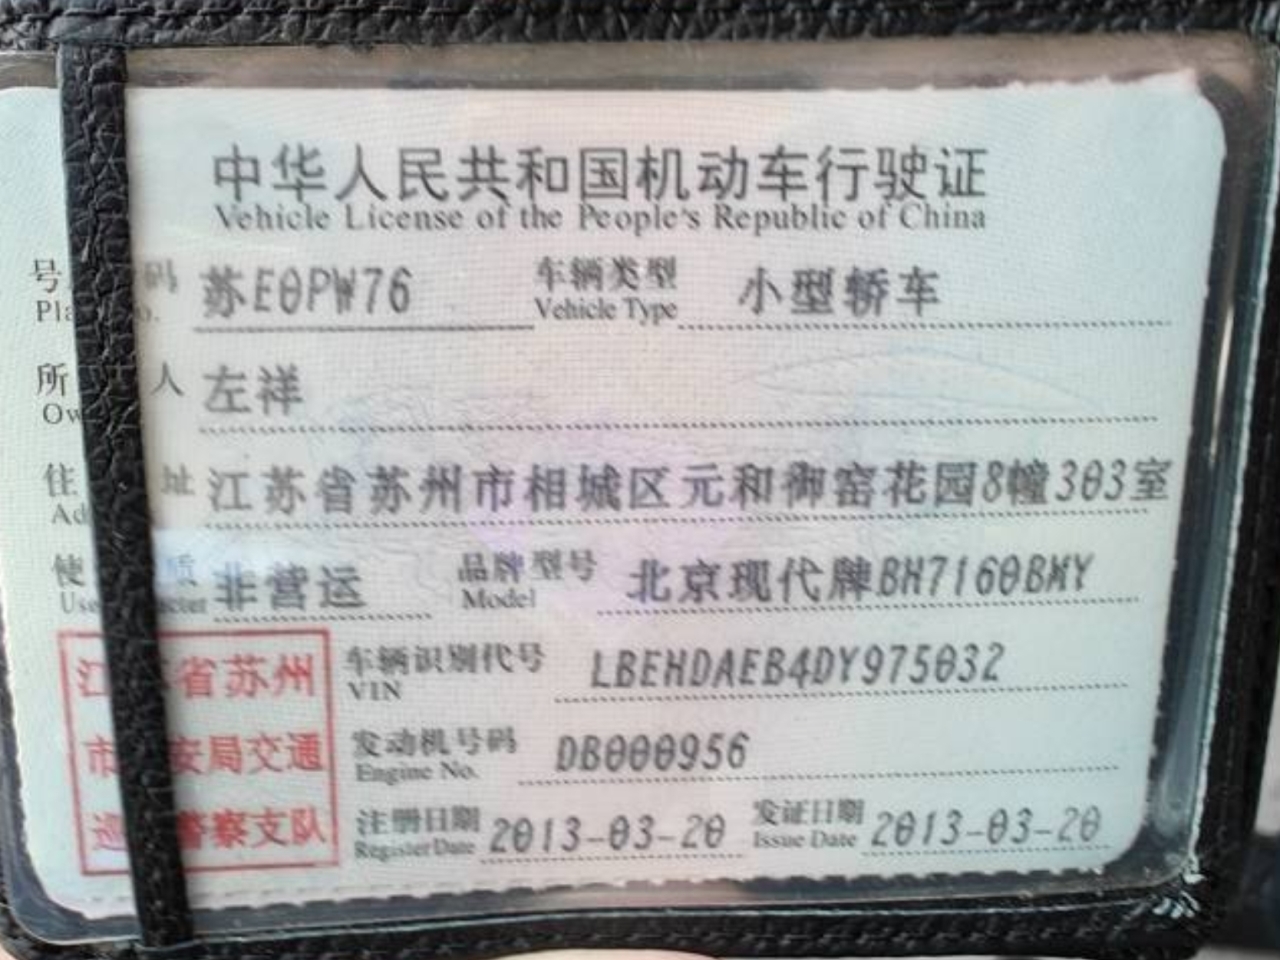 中华人民共和国机动车行驶证
Vehicle License of the People's Republic of China
号 码 苏E0PW76 车辆类型 小型轿车
Vehicle Type
所 人 左祥
住 址 江苏省苏州市相城区元和御窑花园8幢303室
使 质 非营运 品牌型号 北京现代牌BH7160BMY
Model
江 省苏州 车辆识别代号 LBEHDAEB4DY975032
VIN
市 安局交通 发动机号码 DB000956
Engine No.
警察支队 注册日期 2013-03-20 发证日期 2013-03-20
Register Date Issue Date